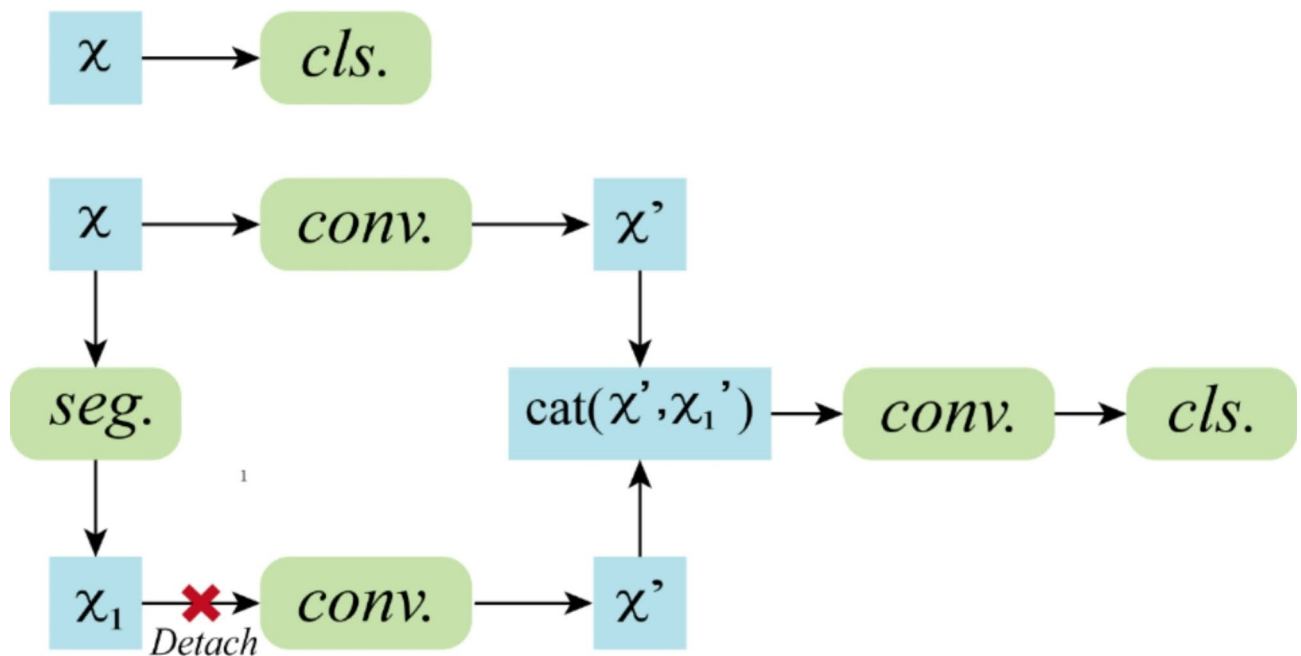 χ cls.
χ conv. χ’
seg. cat(χ’,χ₁’) conv. cls.
1
χ₁ conv. χ’
Detach